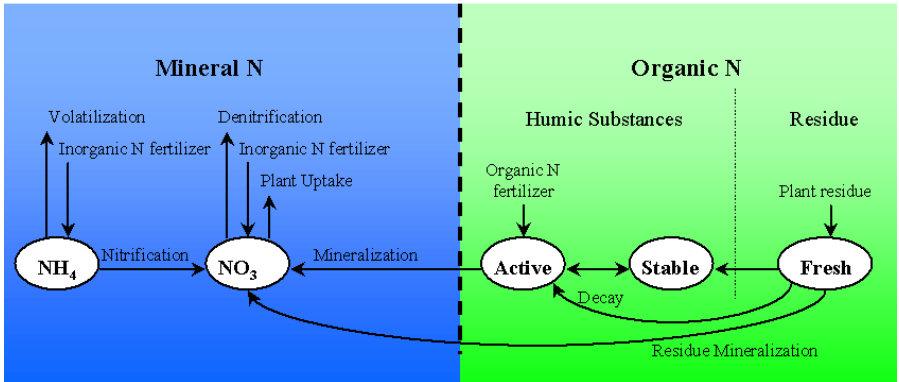 Mineral N
Organic N
Volatilization
Denitrification
Humic Substances
Residue
Inorganic N fertilizer
Inorganic N fertilizer
Plant Uptake
Organic N
fertilizer
Plant residue
NH4
Nitrification
NO3
Mineralization
Active
Stable
Fresh
Decay
Residue Mineralization